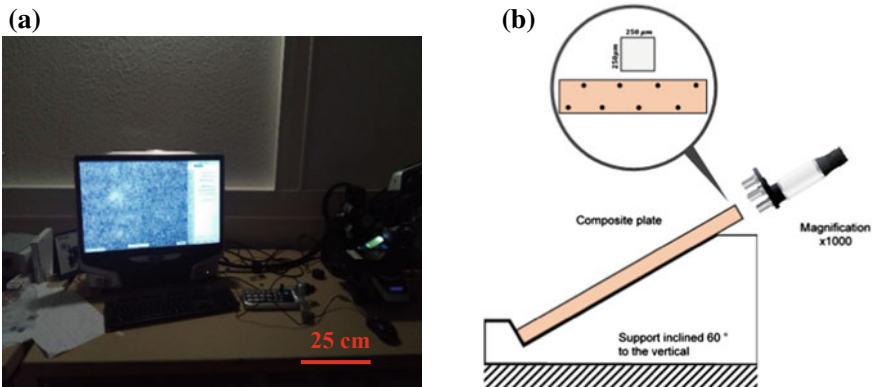 (a)
25 cm
(b)
250 µm
250µm
Composite plate
Magnification
x1000
Support inclined 60 °
to the vertical